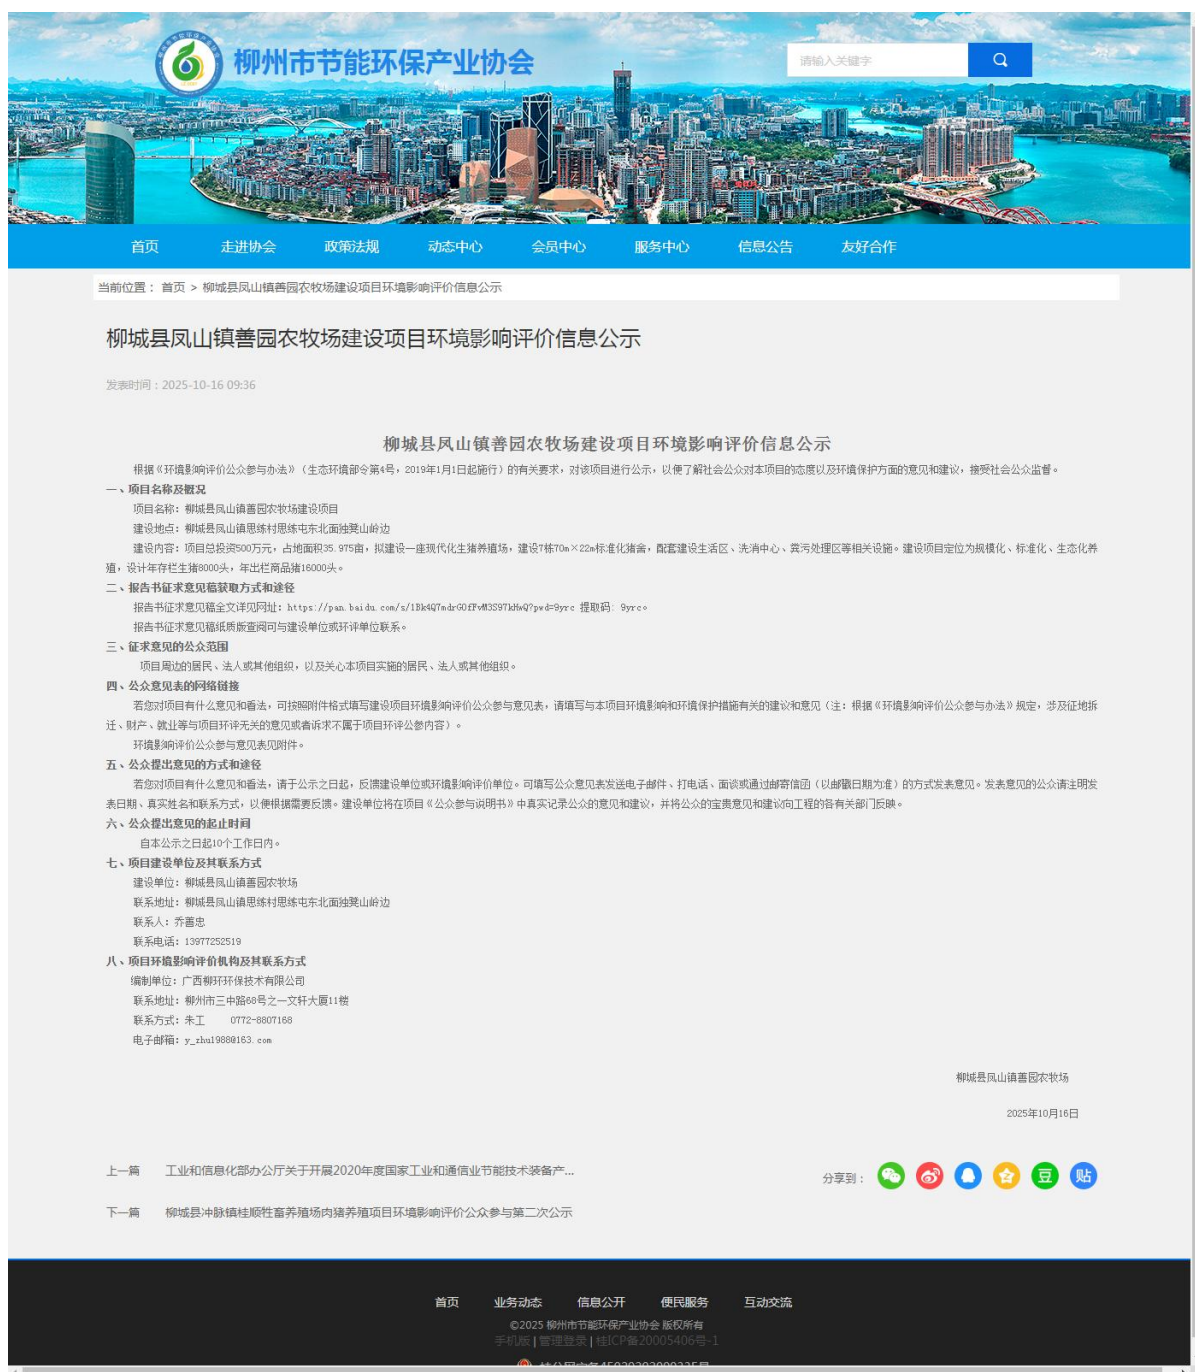 柳州市节能环保产业协会
请输入关键字
首页 走进协会 政策法规 动态中心 会员中心 服务中心 信息公告 友好合作
当前位置： 首页 > 柳城县凤山镇善园农牧场建设项目环境影响评价信息公示
柳城县凤山镇善园农牧场建设项目环境影响评价信息公示
发表时间：2025-10-16 09:36
柳城县凤山镇善园农牧场建设项目环境影响评价信息公示
根据《环境影响评价公众参与办法》（生态环境部令第4号，2019年1月1日起施行）的有关要求，对该项目进行公示，以便了解社会公众对本项目的态度以及环境保护方面的意见和建议，接受社会公众监督。
一、项目名称及概况
项目名称：柳城县凤山镇善园农牧场建设项目
建设地点：柳城县凤山镇思练村思练屯东北面独凳山岭边
建设内容：项目总投资500万元，占地面积35.975亩，拟建设一座现代化生猪养殖场，建设7栋70m×22m标准化猪舍，配套建设生活区、洗消中心、粪污处理区等相关设施。建设项目定位为规模化、标准化、生态化养
殖，设计年存栏生猪8000头，年出栏商品猪16000头。
二、报告书征求意见稿获取方式和途径
报告书征求意见稿全文详见网址：https://pan.baidu.com/s/1Bk4Q7mdrGOfFvM3S97kHwQ?pwd=9yrc 提取码：9yrc。
报告书征求意见稿纸质版查阅可与建设单位或环评单位联系。
三、征求意见的公众范围
项目周边的居民、法人或其他组织，以及关心本项目实施的居民、法人或其他组织。
四、公众意见表的网络链接
若您对项目有什么意见和看法，可按照附件格式填写建设项目环境影响评价公众参与意见表，请填写与本项目环境影响和环境保护措施有关的建议和意见（注：根据《环境影响评价公众参与办法》规定，涉及征地拆
迁、财产、就业等与项目环评无关的意见或者诉求不属于项目环评公参内容）。
环境影响评价公众参与意见表见附件。
五、公众提出意见的方式和途径
若您对项目有什么意见和看法，请于公示之日起，反馈建设单位或环境影响评价单位。可填写公众意见表发送电子邮件、打电话、面谈或通过邮寄信函（以邮戳日期为准）的方式发表意见。发表意见的公众请注明发
表日期、真实姓名和联系方式，以便根据需要反馈。建设单位将在项目《公众参与说明书》中真实记录公众的意见和建议，并将公众的宝贵意见和建议向工程的各有关部门反映。
六、公众提出意见的起止时间
自本公示之日起10个工作日内。
七、项目建设单位及其联系方式
建设单位：柳城县凤山镇善园农牧场
联系地址：柳城县凤山镇思练村思练屯东北面独凳山岭边
联系人：乔善忠
联系电话：13977252519
八、项目环境影响评价机构及其联系方式
编制单位：广西柳环环保技术有限公司
联系地址：柳州市三中路68号之一文轩大厦11楼
联系方式：朱工 0772-8807168
电子邮箱：y_zhu1988@163.com
柳城县凤山镇善园农牧场
2025年10月16日
上一篇 工业和信息化部办公厅关于开展2020年度国家工业和通信业节能技术装备产...
分享到：
豆 贴
下一篇 柳城县冲脉镇桂顺牲畜养殖场肉猪养殖项目环境影响评价公众参与第二次公示
首页 业务动态 信息公开 便民服务 互动交流
©2025 柳州市节能环保产业协会 版权所有
手机版 | 管理登录 | 桂ICP备20005406号-1